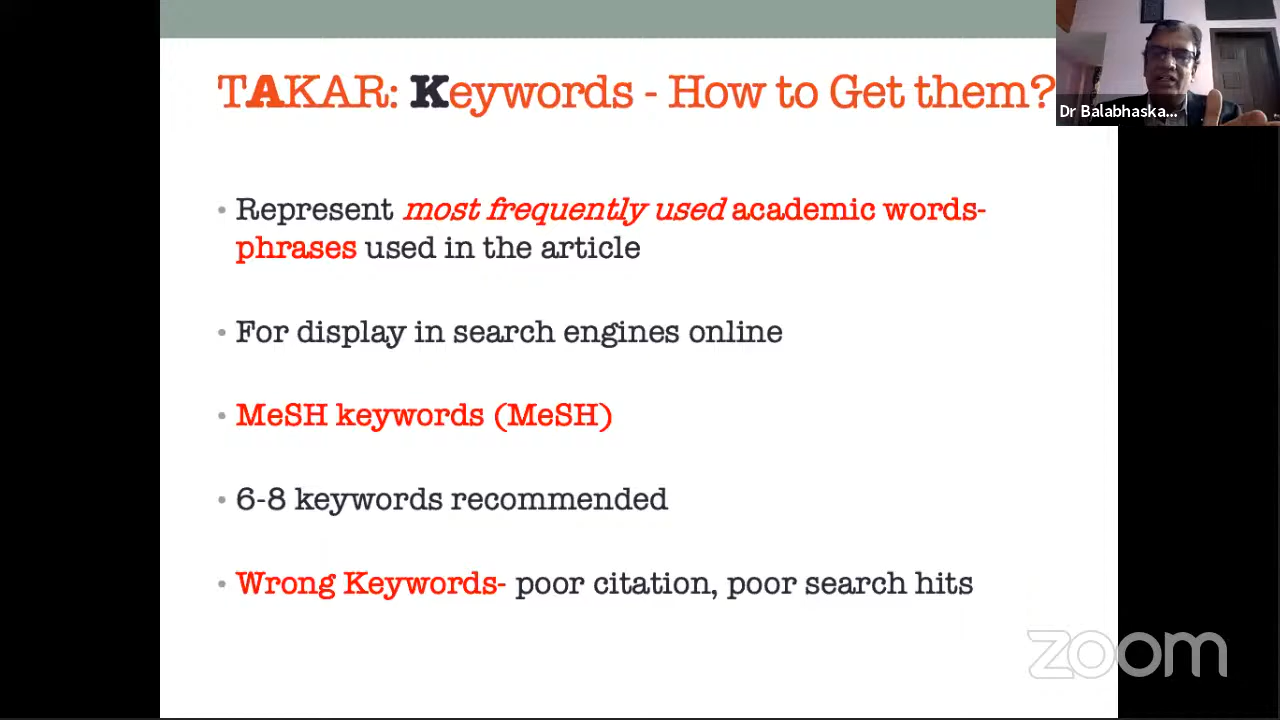 TAKAR: Keywords - How to Get them?
Dr Balabhaska...
• Represent most frequently used academic words-
phrases used in the article
• For display in search engines online
• MeSH keywords (MeSH)
• 6-8 keywords recommended
• Wrong Keywords- poor citation, poor search hits
zoom